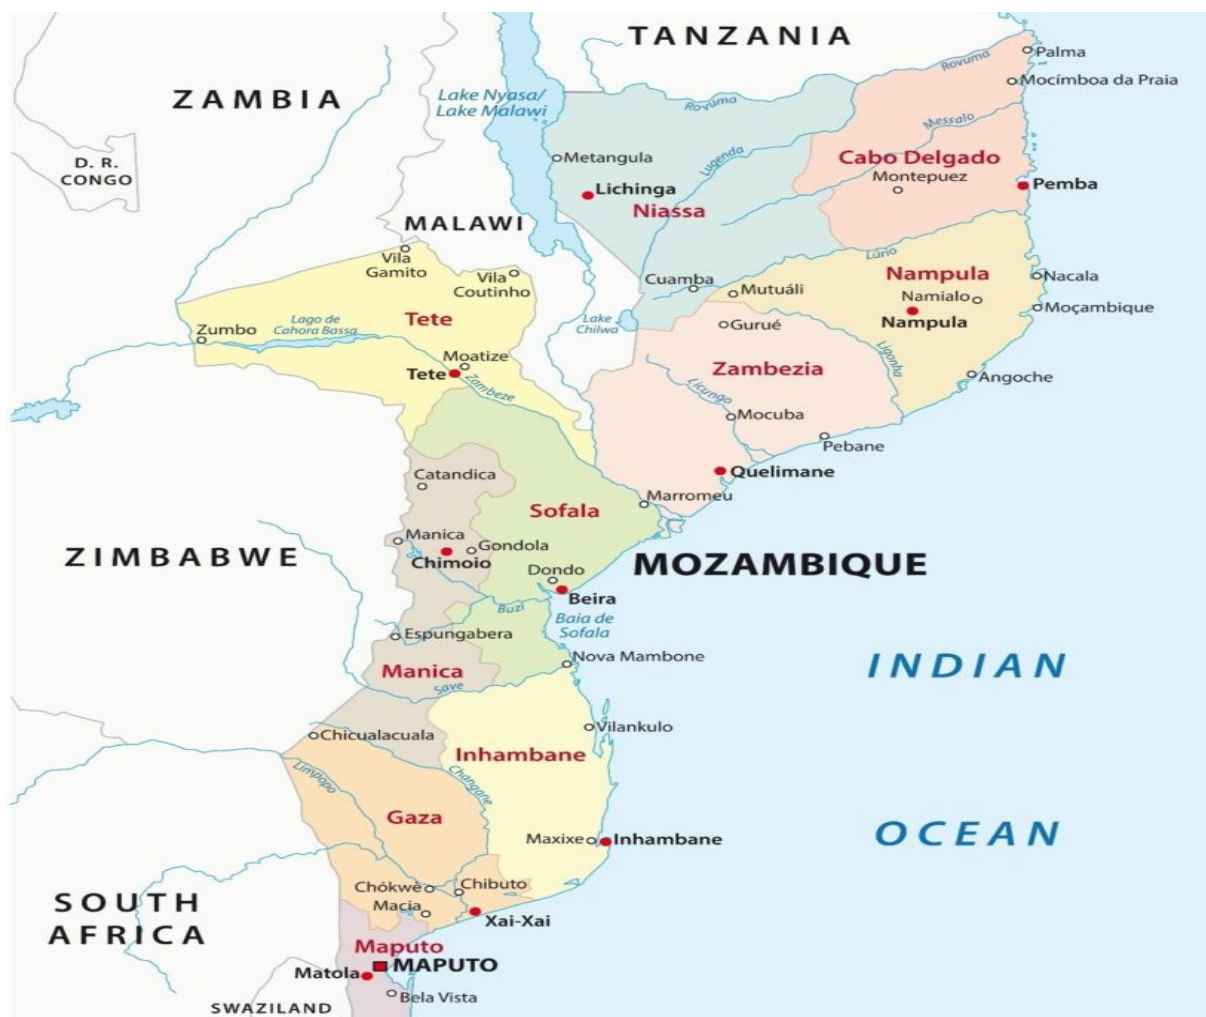 TANZANIA
Palma
Rovuma
Mocímboa da Praia
ZAMBIA
Lake Nyasa/
Lake Malawi
Rovuma
Messalo
D. R.
CONGO
Metangula
Lugenda
Cabo Delgado
Montepuez
Lichinga
Pemba
Niassa
MALAWI
Vila
Gamito
Lúrio
Vila
Coutinho
Cuamba
Mutuáli
Nampula
Nacala
Namialo
Moçambique
Tete
Lago de
Cahora Bassa
Zumbo
Lake
Chilwa
Gurué
Nampula
Moatize
Tete
Zambeze
Zambezia
Ligonha
Angoche
Licungo
Mocuba
Pebane
Catandica
Quelimane
Marromeu
Sofala
Manica
Gondola
Chimoio
ZIMBABWE
MOZAMBIQUE
Dondo
Beira
Buzi
Baia de
Sofala
Espungabera
Nova Mambone
Manica
Save
INDIAN
Chicualacuala
Vilankulo
Inhambane
Limpopo
Changane
Gaza
OCEAN
Maxixe
Inhambane
Chókwè
Chibuto
Macia
Xai-Xai
SOUTH
AFRICA
Maputo
MAPUTO
Matola
Bela Vista
SWAZILAND